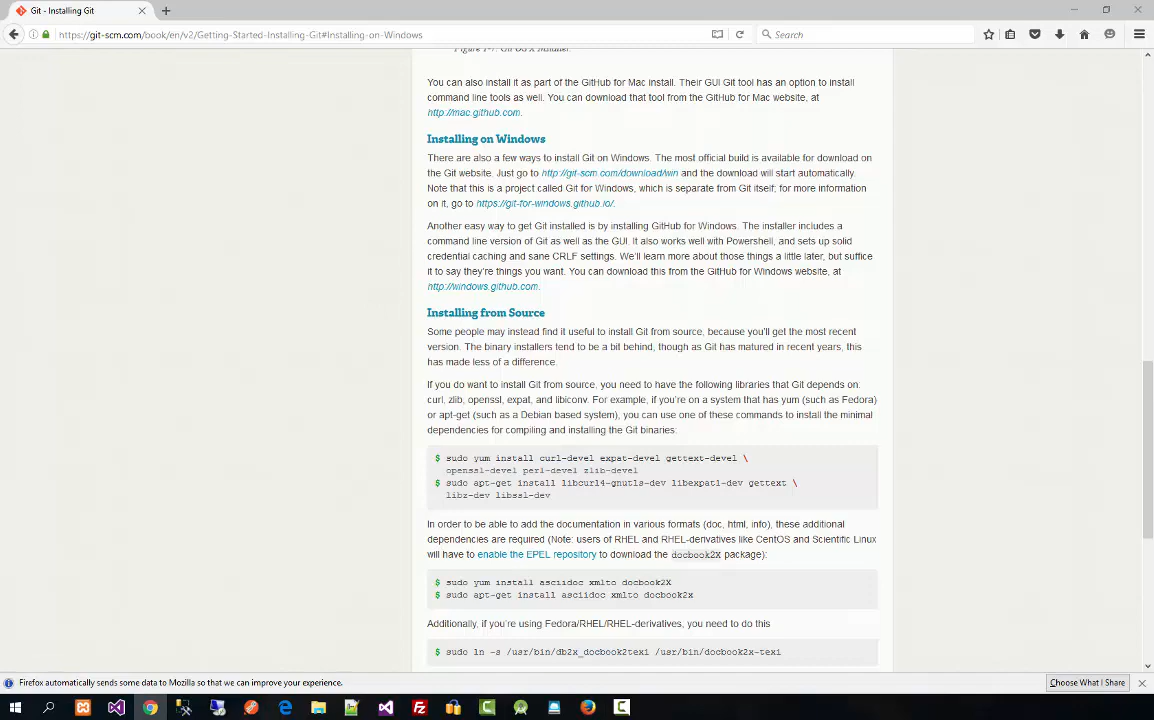 Git - Installing Git
https://git-scm.com/book/en/v2/Getting-Started-Installing-Git#Installing-on-Windows
Search
Figure 1-7. Git OS X Installer.
You can also install it as part of the GitHub for Mac install. Their GUI Git tool has an option to install
command line tools as well. You can download that tool from the GitHub for Mac website, at
http://mac.github.com.
Installing on Windows
There are also a few ways to install Git on Windows. The most official build is available for download on
the Git website. Just go to http://git-scm.com/download/win and the download will start automatically.
Note that this is a project called Git for Windows, which is separate from Git itself; for more information
on it, go to https://git-for-windows.github.io/.
Another easy way to get Git installed is by installing GitHub for Windows. The installer includes a
command line version of Git as well as the GUI. It also works well with Powershell, and sets up solid
credential caching and sane CRLF settings. We'll learn more about those things a little later, but suffice
it to say they're things you want. You can download this from the GitHub for Windows website, at
http://windows.github.com.
Installing from Source
Some people may instead find it useful to install Git from source, because you'll get the most recent
version. The binary installers tend to be a bit behind, though as Git has matured in recent years, this
has made less of a difference.
If you do want to install Git from source, you need to have the following libraries that Git depends on:
curl, zlib, openssl, expat, and libiconv. For example, if you're on a system that has yum (such as Fedora)
or apt-get (such as a Debian based system), you can use one of these commands to install the minimal
dependencies for compiling and installing the Git binaries:
$ sudo yum install curl-devel expat-devel gettext-devel \
openssl-devel perl-devel zlib-devel
$ sudo apt-get install libcurl4-gnutls-dev libexpat1-dev gettext \
libz-dev libssl-dev
In order to be able to add the documentation in various formats (doc, html, info), these additional
dependencies are required (Note: users of RHEL and RHEL-derivatives like CentOS and Scientific Linux
will have to enable the EPEL repository to download the docbook2X package):
$ sudo yum install asciidoc xmlto docbook2X
$ sudo apt-get install asciidoc xmlto docbook2x
Additionally, if you're using Fedora/RHEL/RHEL-derivatives, you need to do this
$ sudo ln -s /usr/bin/db2x_docbook2texi /usr/bin/docbook2x-texi
Firefox automatically sends some data to Mozilla so that we can improve your experience.
Choose What I Share